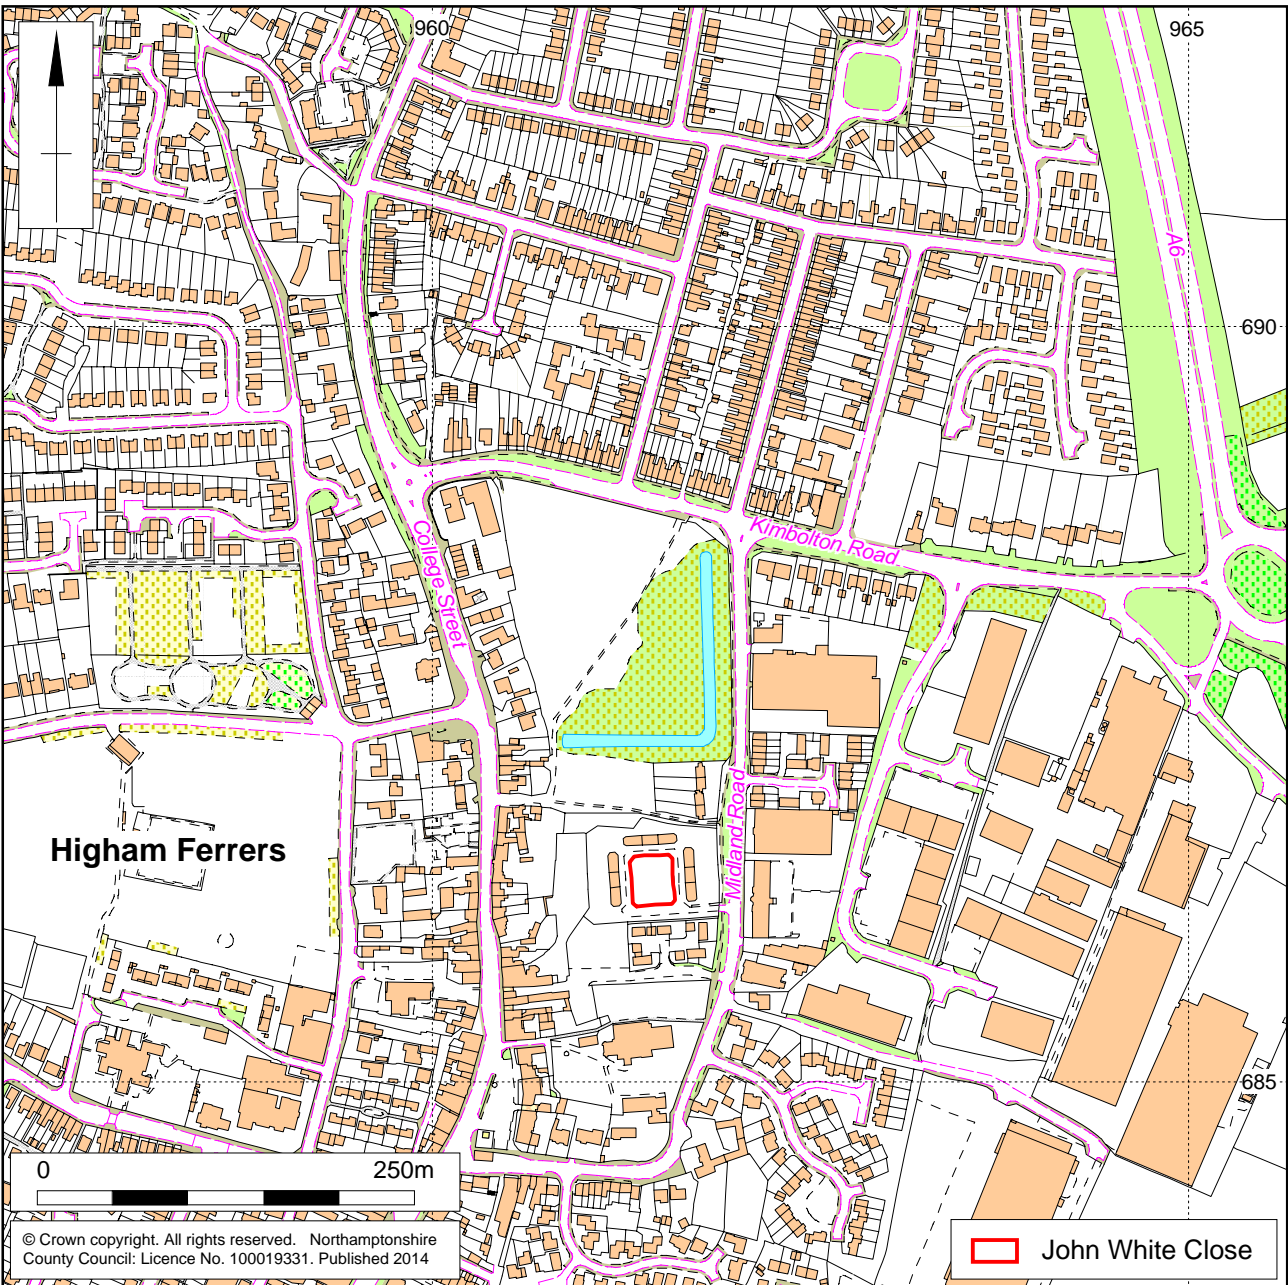 960
965
A6
690
Kimbolton Road
College Street
Midland Road
Higham Ferrers
685
0 250m
© Crown copyright. All rights reserved. Northamptonshire
County Council: Licence No. 100019331. Published 2014
John White Close